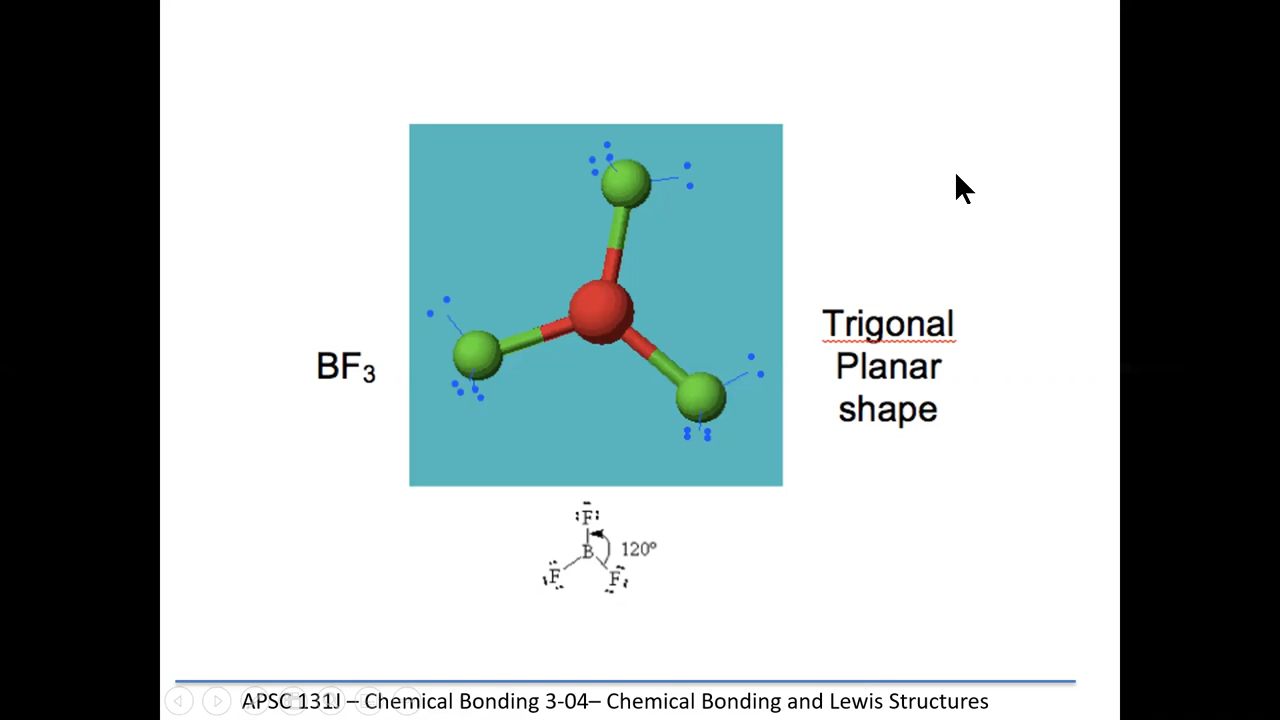 BF₃
Trigonal
Planar
shape
F
B
120°
F
F
APSC 131J – Chemical Bonding 3-04– Chemical Bonding and Lewis Structures